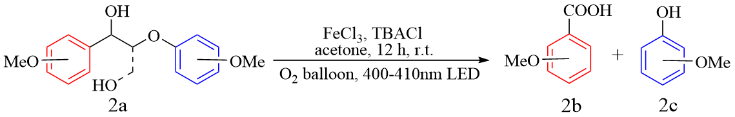 OH
MeO
O
OMe
HO
2a
FeCl₃, TBACl
acetone, 12 h, r.t.
O₂ balloon, 400-410nm LED
COOH
MeO
2b
+
OH
OMe
2c